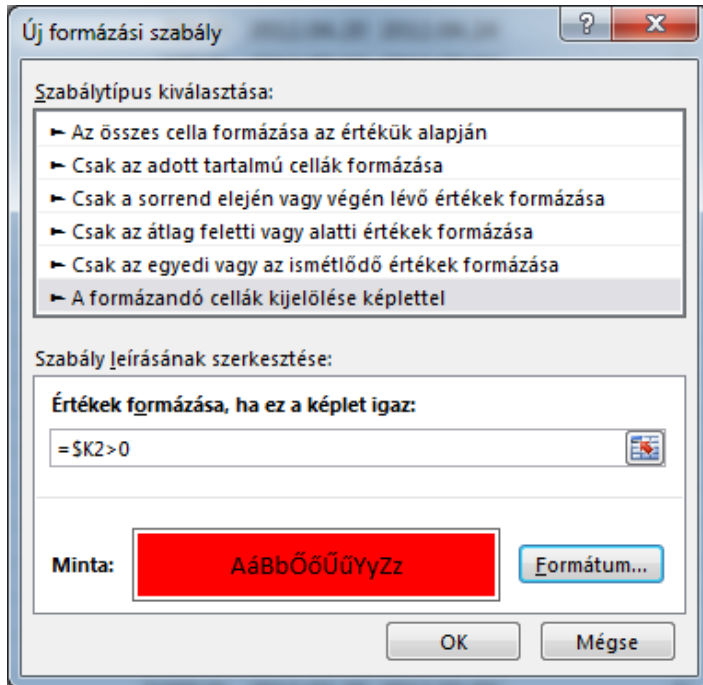 Új formázási szabály
Szabálytípus kiválasztása:
► Az összes cella formázása az értékük alapján
► Csak az adott tartalmú cellák formázása
► Csak a sorrend elején vagy végén lévő értékek formázása
► Csak az átlag feletti vagy alatti értékek formázása
► Csak az egyedi vagy az ismétlődő értékek formázása
► A formázandó cellák kijelölése képlettel
Szabály leírásának szerkesztése:
Értékek formázása, ha ez a képlet igaz:
=$K2>0
Minta: AáBbŐőŰűYyZz Formátum...
OK Mégse